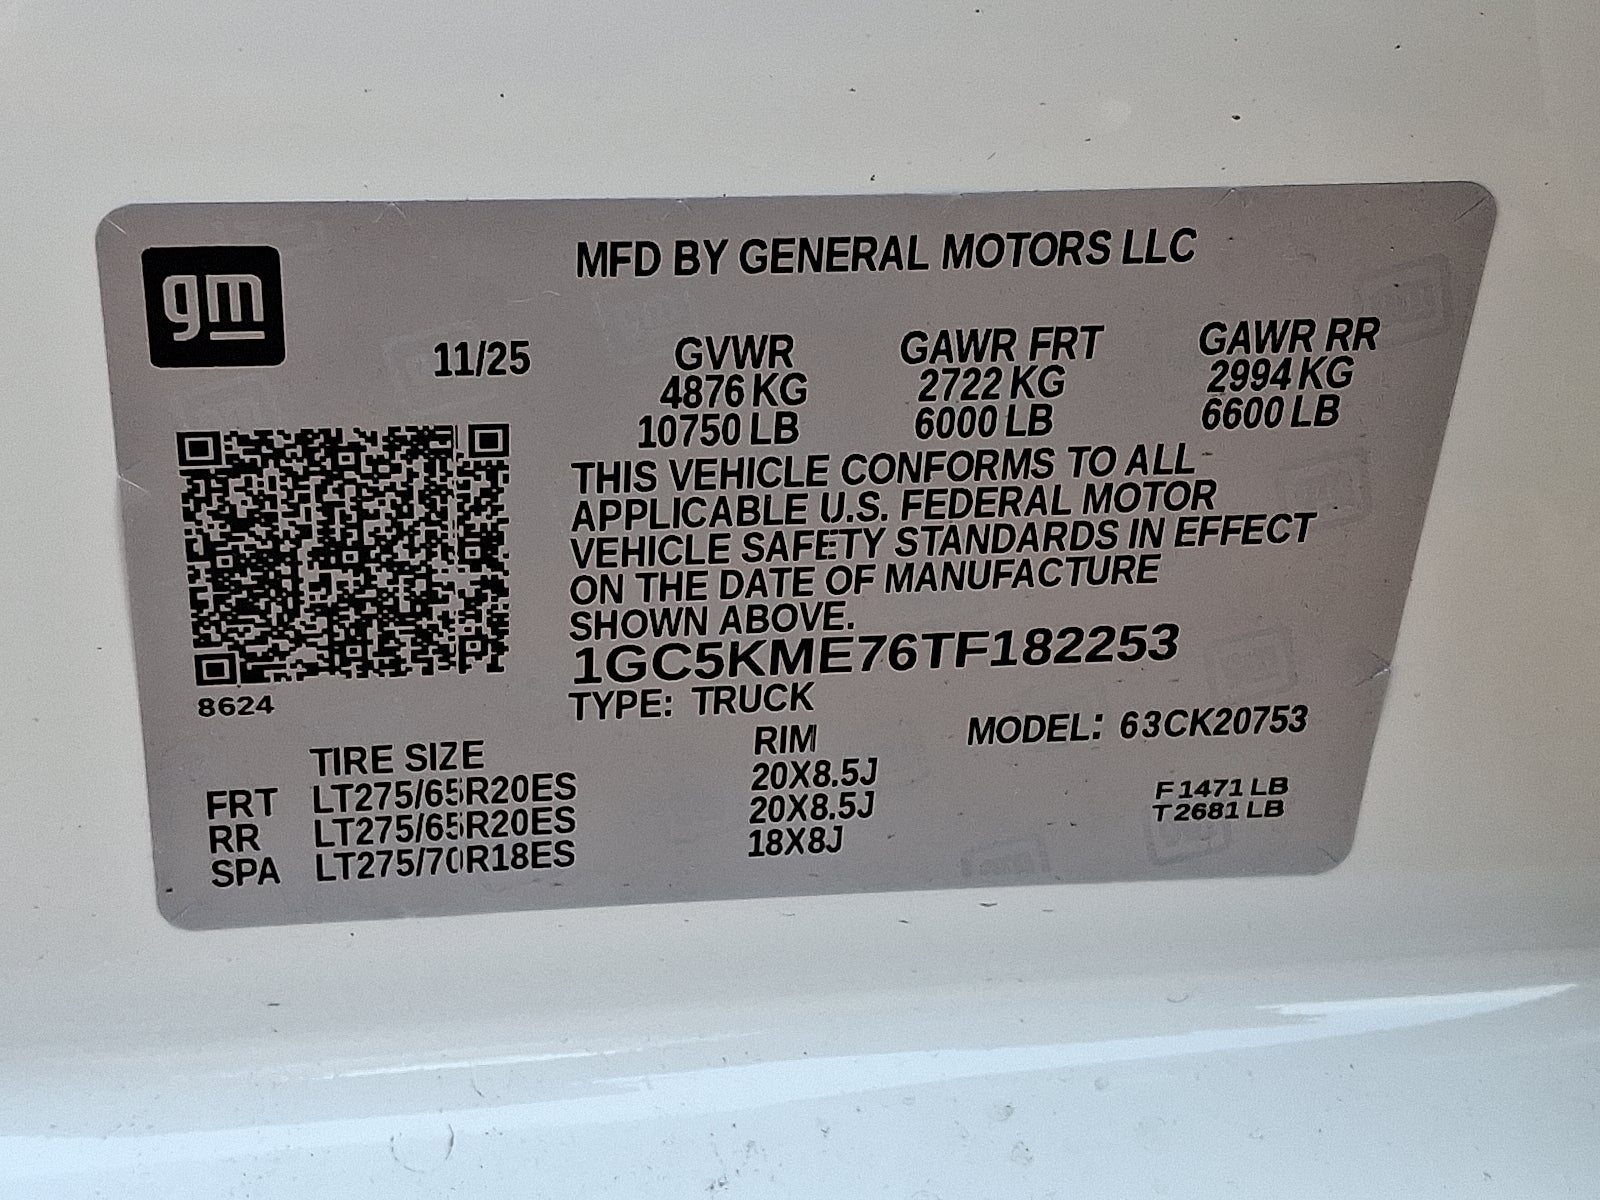 gm
MFD BY GENERAL MOTORS LLC
11/25
GVWR GAWR FRT GAWR RR
4876 KG 2722 KG 2994 KG
10750 LB 6000 LB 6600 LB
THIS VEHICLE CONFORMS TO ALL
APPLICABLE U.S. FEDERAL MOTOR
VEHICLE SAFETY STANDARDS IN EFFECT
ON THE DATE OF MANUFACTURE
SHOWN ABOVE.
1GC5KME76TF182253
8624
TYPE: TRUCK MODEL: 63CK20753
TIRE SIZE RIM
FRT LT275/65R20ES 20X8.5J
RR LT275/65R20ES 20X8.5J
SPA LT275/70R18ES 18X8J
F 1471 LB
T 2681 LB